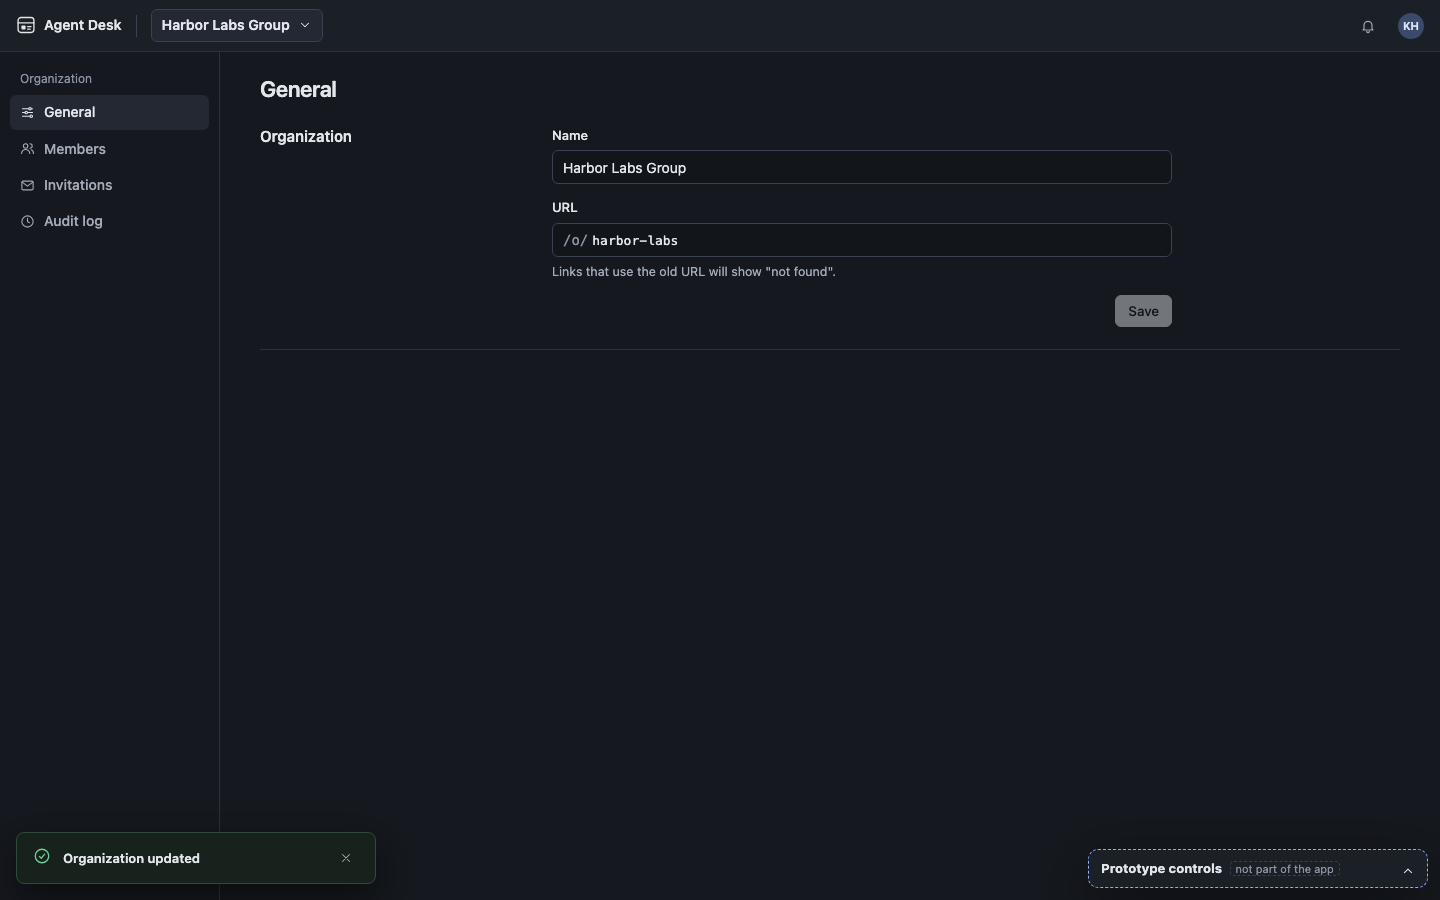 Agent Desk
Harbor Labs Group
KH
Organization
General
Members
Invitations
Audit log
General
Organization
Name
Harbor Labs Group
URL
/o/ harbor-labs
Links that use the old URL will show "not found".
Save
Organization updated
Prototype controls not part of the app